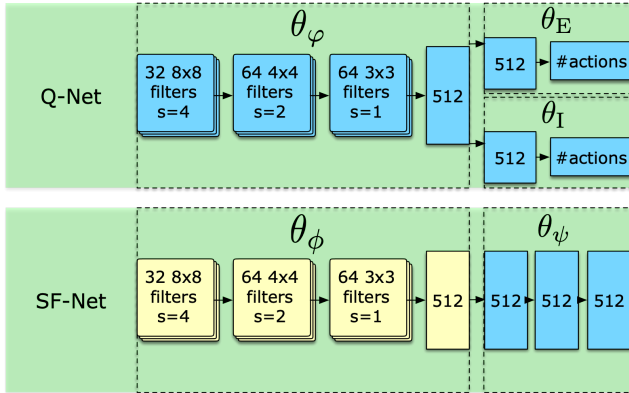 Q-Net
θφ
32 8x8
filters
s=4
64 4x4
filters
s=2
64 3x3
filters
s=1
512
θE
512
#actions
θI
512
#actions
SF-Net
θϕ
32 8x8
filters
s=4
64 4x4
filters
s=2
64 3x3
filters
s=1
512
θψ
512
512
512